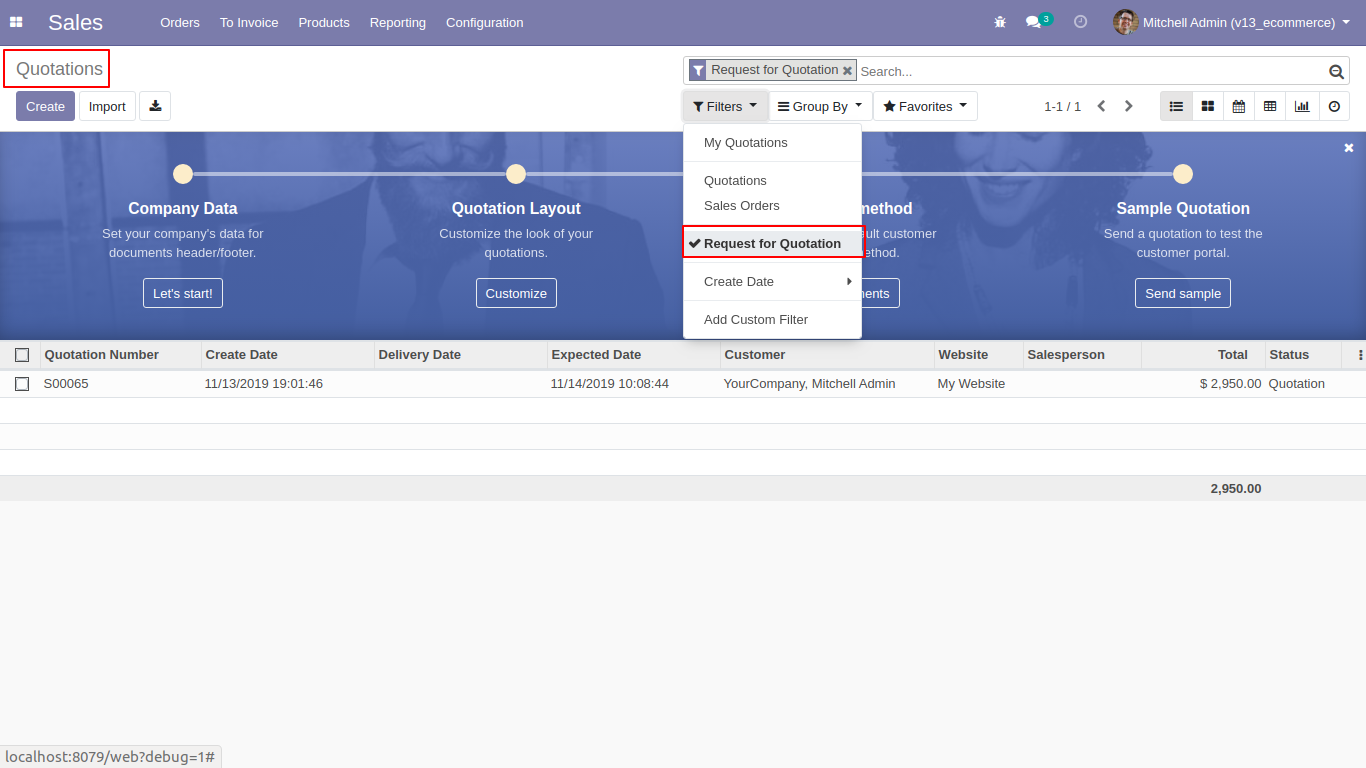 Sales
Orders
To Invoice
Products
Reporting
Configuration
3
Mitchell Admin (v13_ecommerce)
Quotations
Request for Quotation
Search...
Create
Import
Filters
Group By
Favorites
1-1 / 1
My Quotations
Quotations
Sales Orders
Request for Quotation
Create Date
Add Custom Filter
Company Data
Set your company's data for
documents header/footer.
Let's start!
Quotation Layout
Customize the look of your
quotations.
Customize
method
customer
Sample Quotation
Send a quotation to test the
customer portal.
Send sample
Quotation Number
Create Date
Delivery Date
Expected Date
Customer
Website
Salesperson
Total
Status
S00065
11/13/2019 19:01:46
11/14/2019 10:08:44
YourCompany, Mitchell Admin
My Website
$ 2,950.00
Quotation
2,950.00
localhost:8079/web?debug=1#